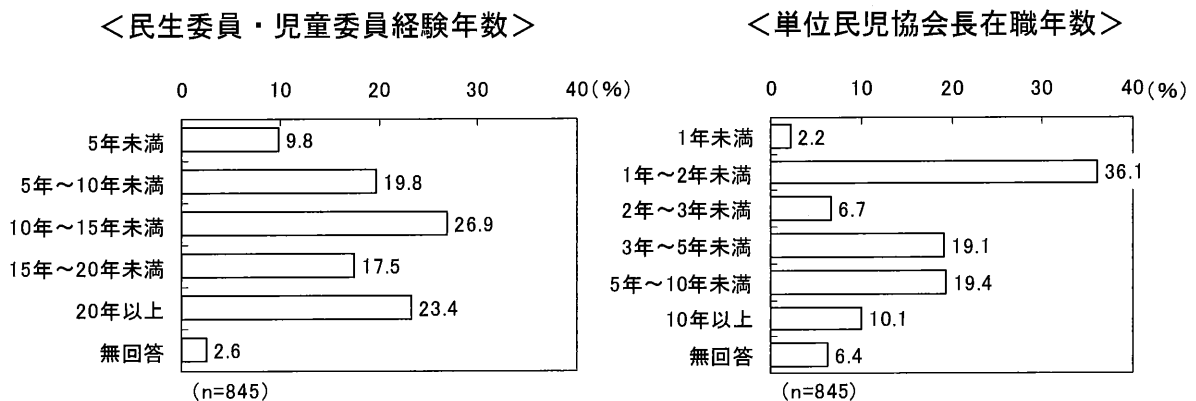 ＜民生委員・児童委員経験年数＞
0 10 20 30 40(%)
5年未満 9.8
5年～10年未満 19.8
10年～15年未満 26.9
15年～20年未満 17.5
20年以上 23.4
無回答 2.6
(n=845)
＜単位民児協会長在職年数＞
0 10 20 30 40(%)
1年未満 2.2
1年～2年未満 36.1
2年～3年未満 6.7
3年～5年未満 19.1
5年～10年未満 19.4
10年以上 10.1
無回答 6.4
(n=845)